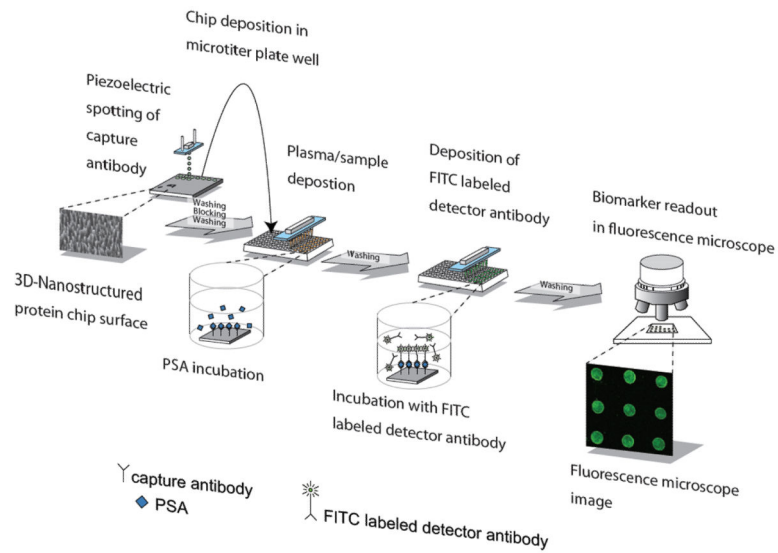 Chip deposition in
microtiter plate well
Piezoelectric
spotting of
capture
antibody
Washing
Blocking
Washing
3D-Nanostructured
protein chip surface
Plasma/sample
depostion
Washing
PSA incubation
Deposition of
FITC labeled
detector antibody
Washing
Incubation with FITC
labeled detector antibody
Biomarker readout
in fluorescence microscope
Fluorescence microscope
image
capture antibody
PSA
FITC labeled detector antibody